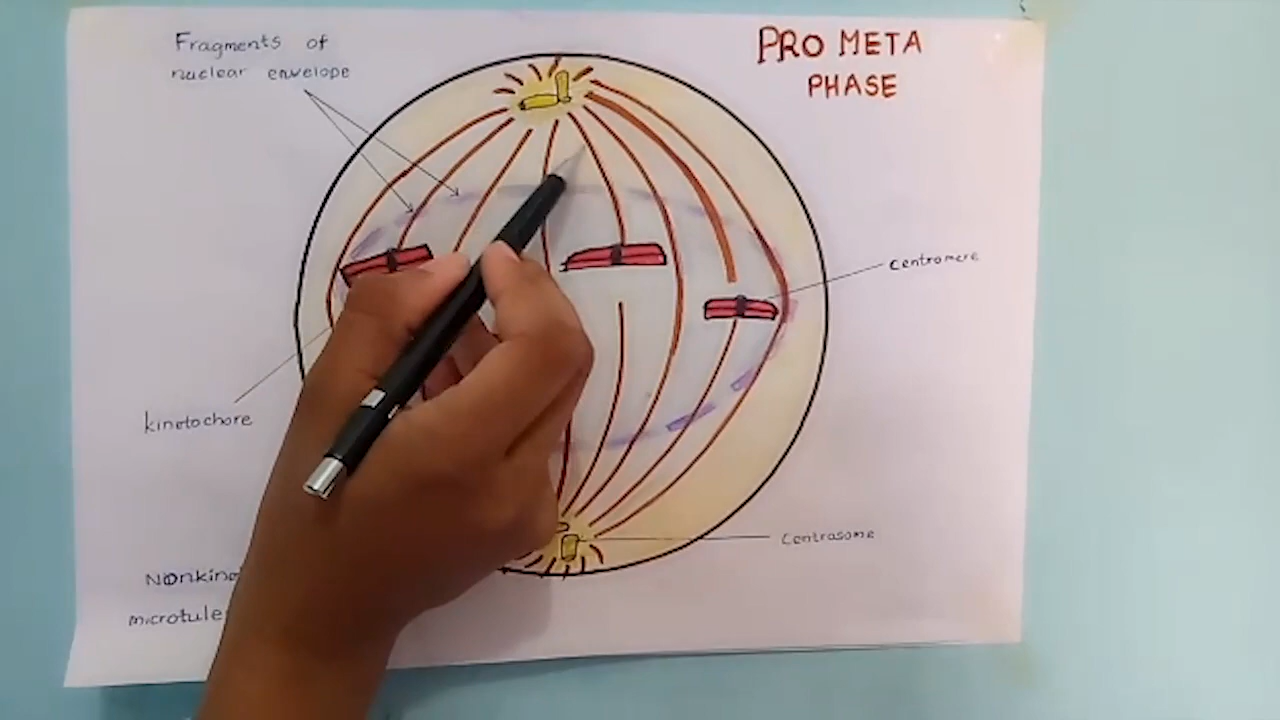 Fragments of
nuclear envelope
PRO META
PHASE
centromere
kinetochore
Centrosome